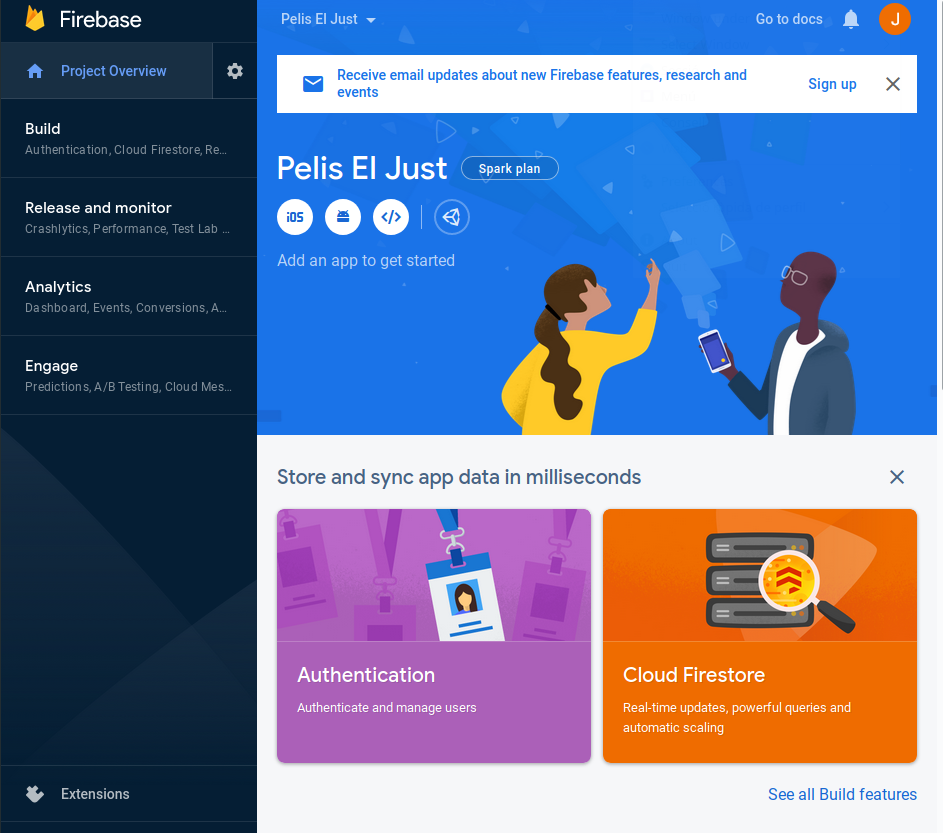 Firebase
Pelis El Just
Go to docs
J
Project Overview
Receive email updates about new Firebase features, research and
events
Sign up
Build
Authentication, Cloud Firestore, Re...
Pelis El Just
Spark plan
Release and monitor
Crashlytics, Performance, Test Lab ...
iOS
</>
Add an app to get started
Analytics
Dashboard, Events, Conversions, A...
Engage
Predictions, A/B Testing, Cloud Mes...
Store and sync app data in milliseconds
Authentication
Authenticate and manage users
Cloud Firestore
Real-time updates, powerful queries and
automatic scaling
See all Build features
Extensions